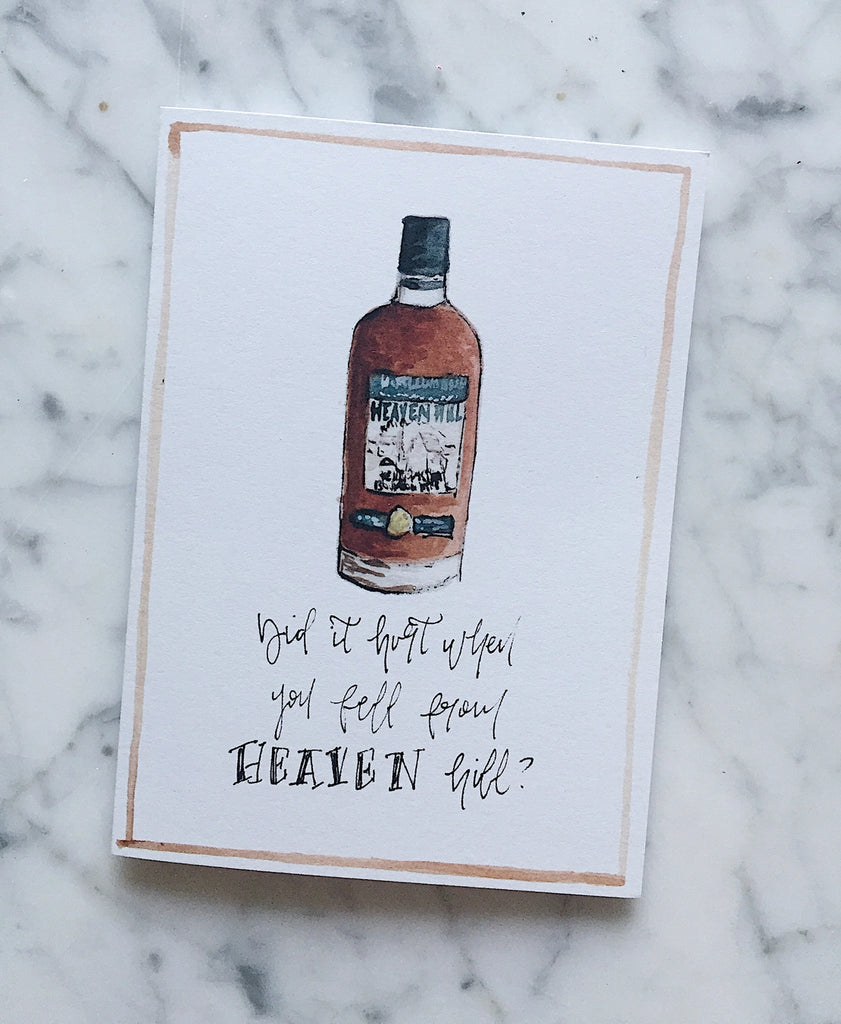 HEAVEN HILL
Did it hurt when
you fell from
HEAVEN hill?